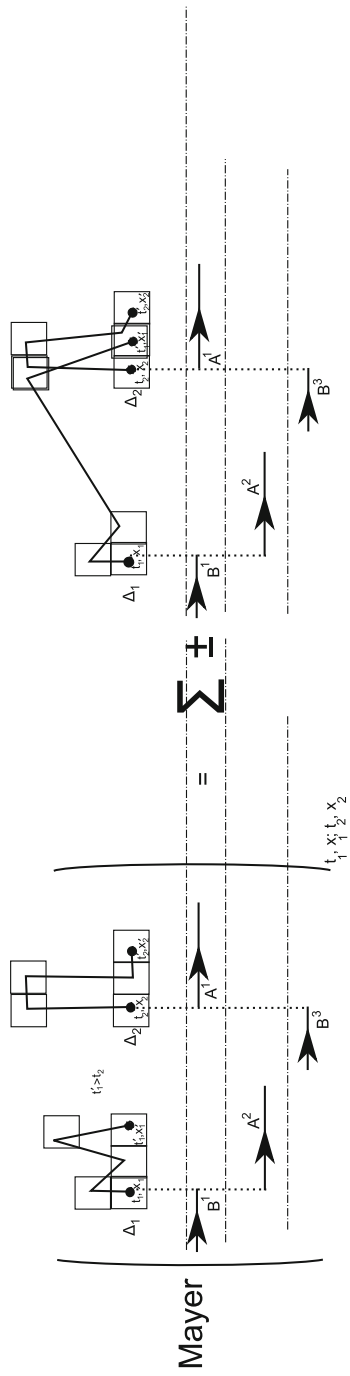 Mayer
Δ₁
t₁, x₁
t′₁, x′₁
t′₁>t₂
Δ₂
t₂, x₂
t′₂, x′₂
B¹
A²
B³
A¹
t₁, x₁; t₂, x₂
= Σ ±
Δ₁
t₁, x₁
Δ₂
t₂, x₂
t′₁, x′₁
t′₂, x′₂
B¹
A²
B³
A¹